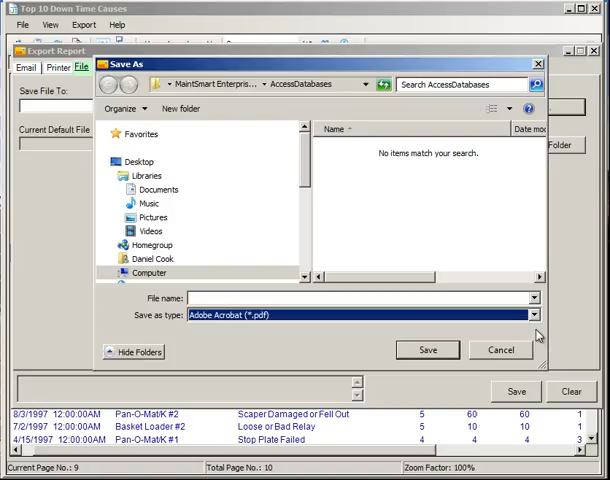 Top 10 Down Time Causes
File View Export Help
Export Report
Email Printer File
Save File To:
Current Default File
Folder
Save As
MaintSmart Enterpris... AccessDatabases Search AccessDatabases
Organize New folder
Name Date mod
No items match your search.
Favorites
Desktop
Libraries
Documents
Music
Pictures
Videos
Homegroup
Daniel Cook
Computer
File name:
Save as type: Adobe Acrobat (*.pdf)
Hide Folders Save Cancel
Save Clear
8/3/1997 12:00:00AM Pan-O-Mat/K #2 Scaper Damaged or Fell Out 5 60 60 1
7/2/1997 12:00:00AM Basket Loader #2 Loose or Bad Relay 5 10 10 1
4/15/1997 12:00:00AM Pan-O-Mat/K #1 Stop Plate Failed 4 4 4 3
Current Page No.: 9 Total Page No.: 10 Zoom Factor: 100%